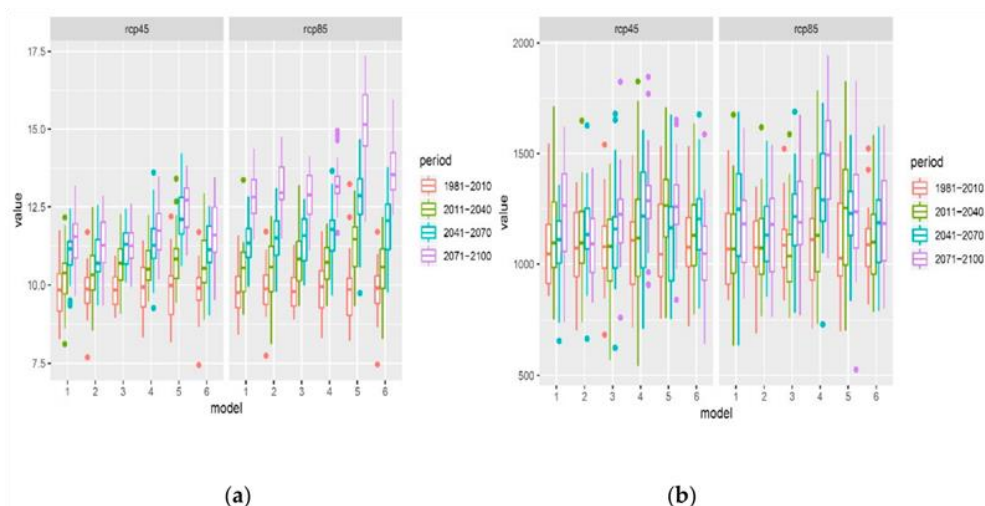 rcp45 rcp85
17.5
15.0
12.5
10.0
7.5
value
1 2 3 4 5 6 1 2 3 4 5 6
model
period
1981-2010
2011-2040
2041-2070
2071-2100
(a)
rcp45 rcp85
2000
1500
1000
500
value
1 2 3 4 5 6 1 2 3 4 5 6
model
period
1981-2010
2011-2040
2041-2070
2071-2100
(b)